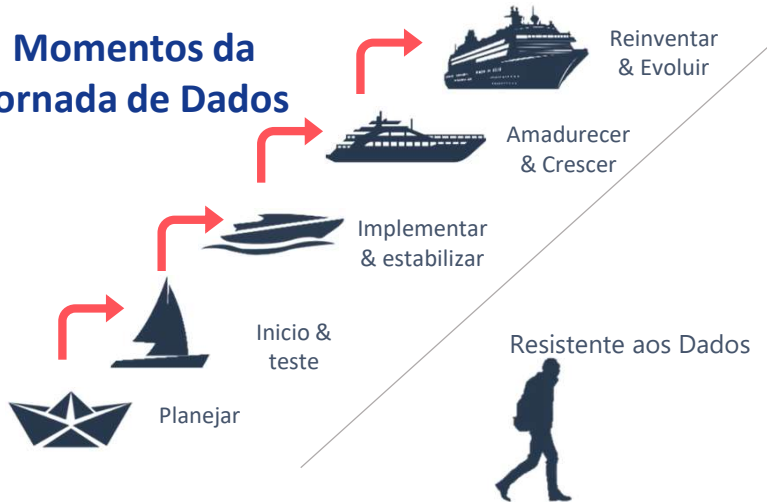 Momentos da
ornada de Dados
Reinventar
& Evoluir
Amadurecer
& Crescer
Implementar
& estabilizar
Inicio &
teste
Planejar
Resistente aos Dados